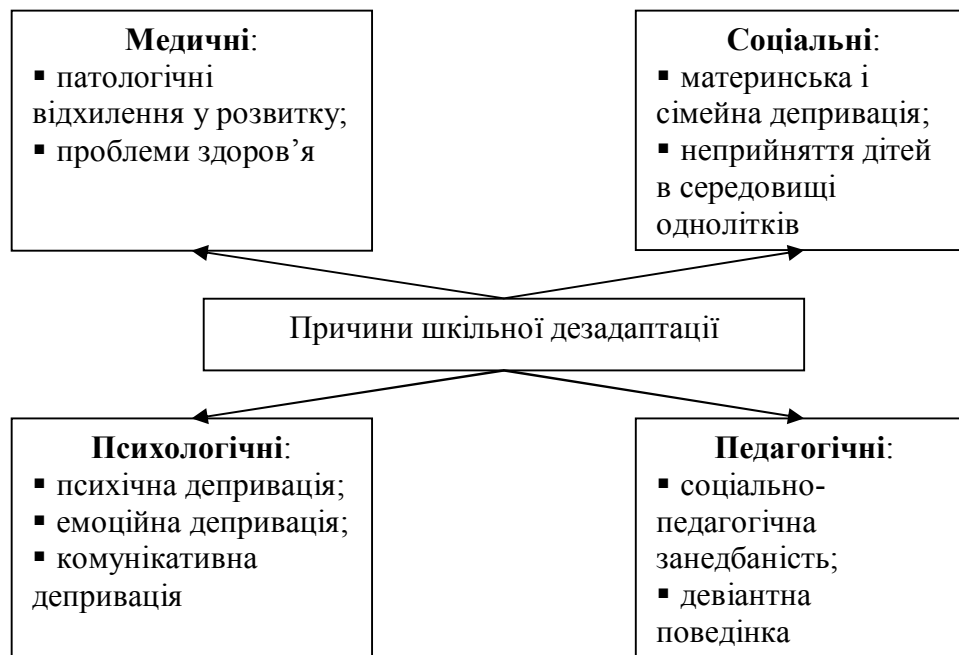 Медичні:
▪ патологічні
відхилення у розвитку;
▪ проблеми здоров’я
Соціальні:
▪ материнська і
сімейна депривація;
▪ неприйняття дітей
в середовищі
однолітків
Причини шкільної дезадаптації
Психологічні:
▪ психічна депривація;
▪ емоційна депривація;
▪ комунікативна
депривація
Педагогічні:
▪ соціально-
педагогічна
занедбаність;
▪ девіантна
поведінка